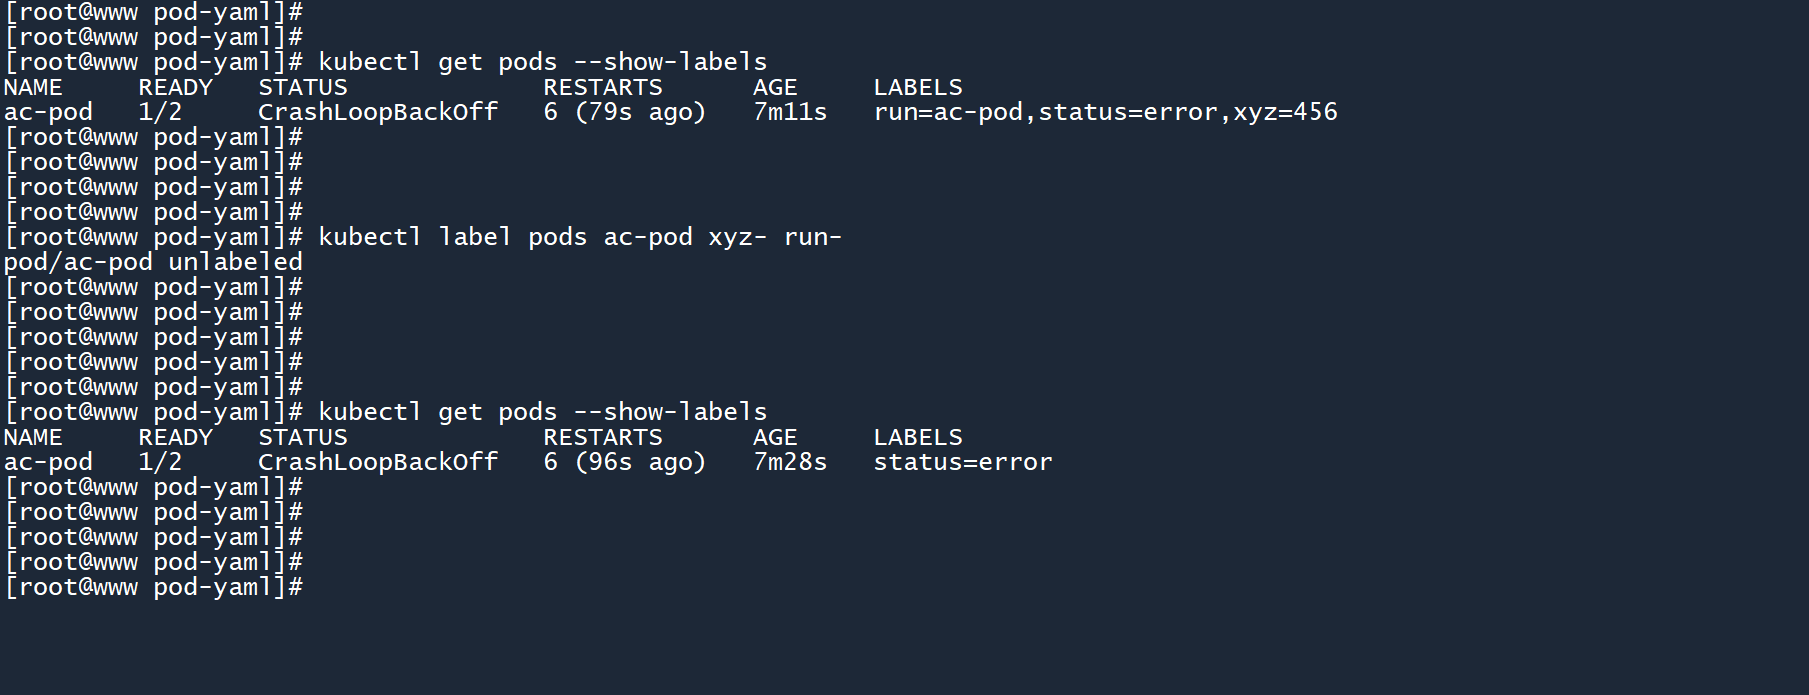 [root@www pod-yaml]#
[root@www pod-yaml]#
[root@www pod-yaml]# kubectl get pods --show-labels
NAME     READY   STATUS             RESTARTS      AGE     LABELS
ac-pod   1/2     CrashLoopBackOff   6 (79s ago)   7m11s   run=ac-pod,status=error,xyz=456
[root@www pod-yaml]#
[root@www pod-yaml]#
[root@www pod-yaml]#
[root@www pod-yaml]#
[root@www pod-yaml]# kubectl label pods ac-pod xyz- run-
pod/ac-pod unlabeled
[root@www pod-yaml]#
[root@www pod-yaml]#
[root@www pod-yaml]#
[root@www pod-yaml]#
[root@www pod-yaml]#
[root@www pod-yaml]# kubectl get pods --show-labels
NAME     READY   STATUS             RESTARTS      AGE     LABELS
ac-pod   1/2     CrashLoopBackOff   6 (96s ago)   7m28s   status=error
[root@www pod-yaml]#
[root@www pod-yaml]#
[root@www pod-yaml]#
[root@www pod-yaml]#
[root@www pod-yaml]#